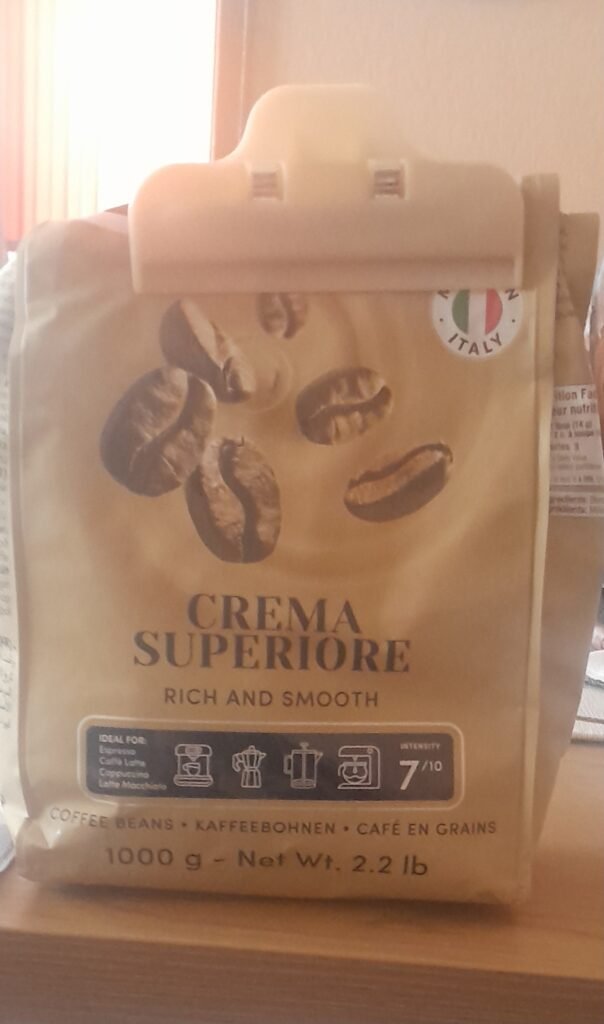 ITALY
CREMA
SUPERIORE
RICH AND SMOOTH
IDEAL FOR:
Espresso
Caffè Latte
Cappuccino
Latte Macchiato
INTENSITY
7/10
COFFEE BEANS • KAFFEEBOHNEN • CAFÉ EN GRAINS
1000 g - Net Wt. 2.2 lb